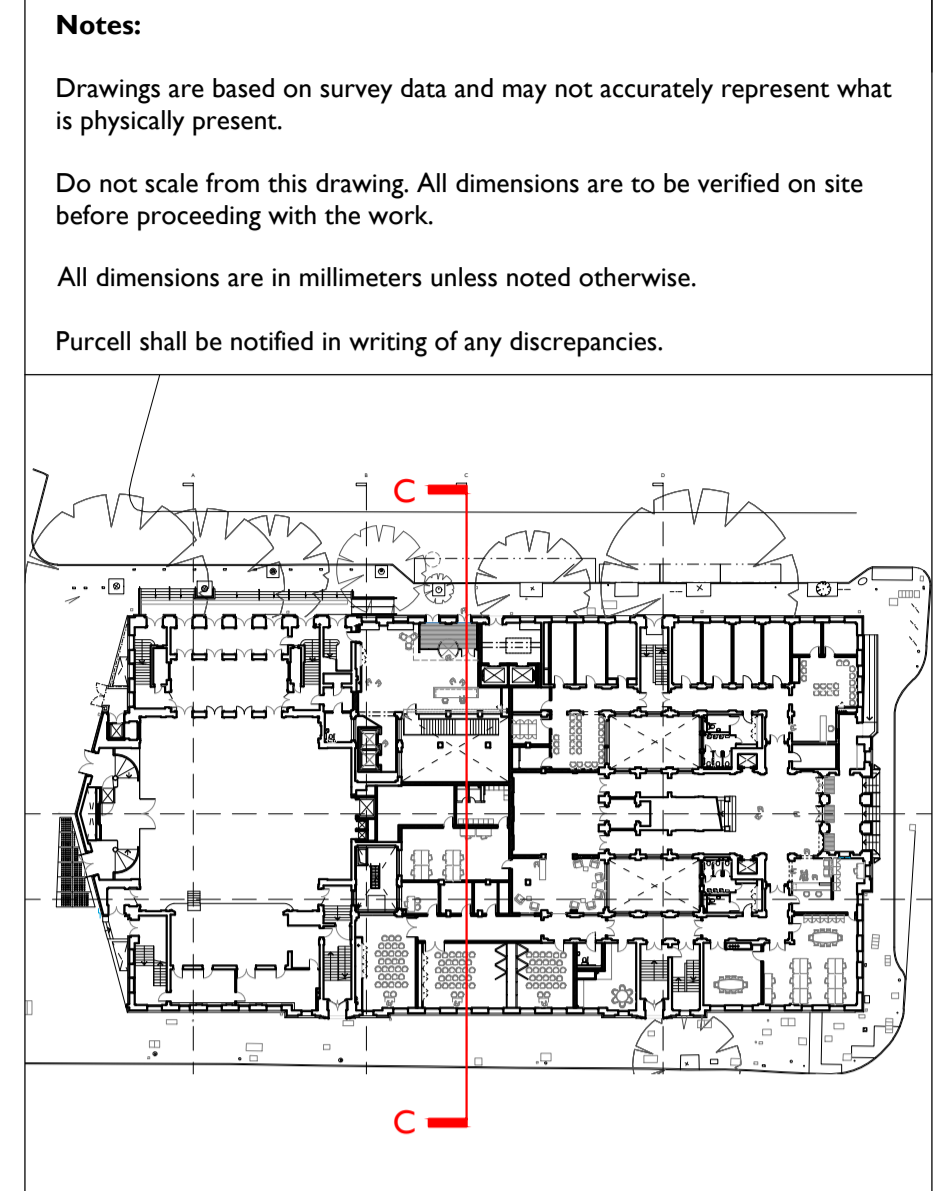 Notes:
Drawings are based on survey data and may not accurately represent what
is physically present.
Do not scale from this drawing. All dimensions are to be verified on site
before proceeding with the work.
All dimensions are in millimeters unless noted otherwise.
Purcell shall be notified in writing of any discrepancies.
A B C D
C
C